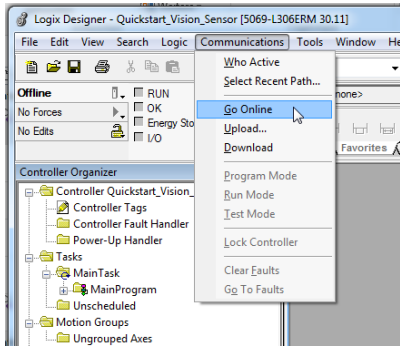 Logix Designer - Quickstart_Vision_Sensor [5069-L306ERM 30.11]
File Edit View Search Logic Communications Tools Window
Offline
RUN
No Forces
OK
Energy Sto
No Edits
I/O
Who Active
Select Recent Path...
Go Online
Upload...
Download
Program Mode
Run Mode
Test Mode
Lock Controller
Clear Faults
Go To Faults
none>
Favorites
Controller Organizer
Controller Quickstart_Vision_
Controller Tags
Controller Fault Handler
Power-Up Handler
Tasks
MainTask
MainProgram
Unscheduled
Motion Groups
Ungrouped Axes